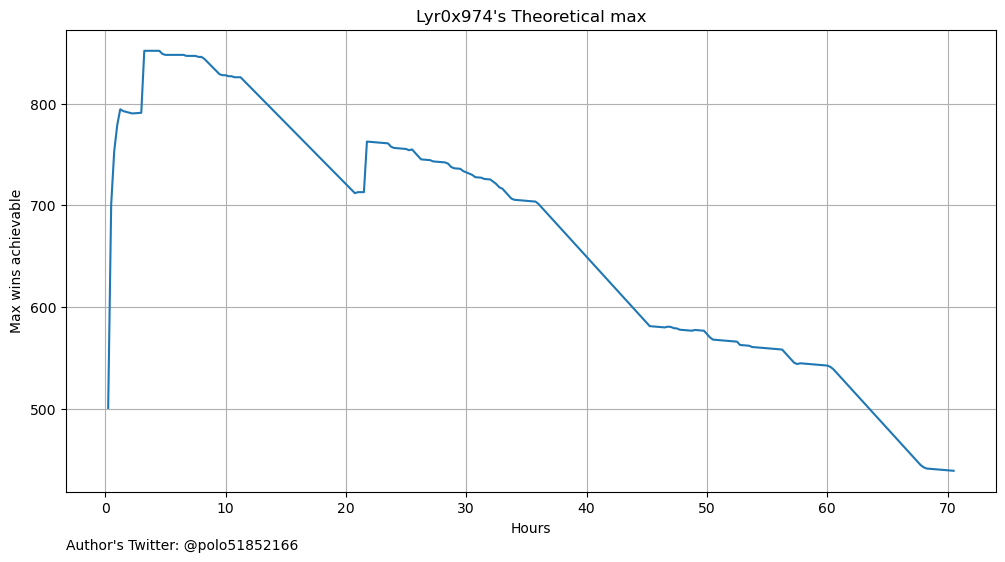 Lyr0x974's Theoretical max
Max wins achievable
800
700
600
500
0 10 20 30 40 50 60 70
Hours
Author's Twitter: @polo51852166